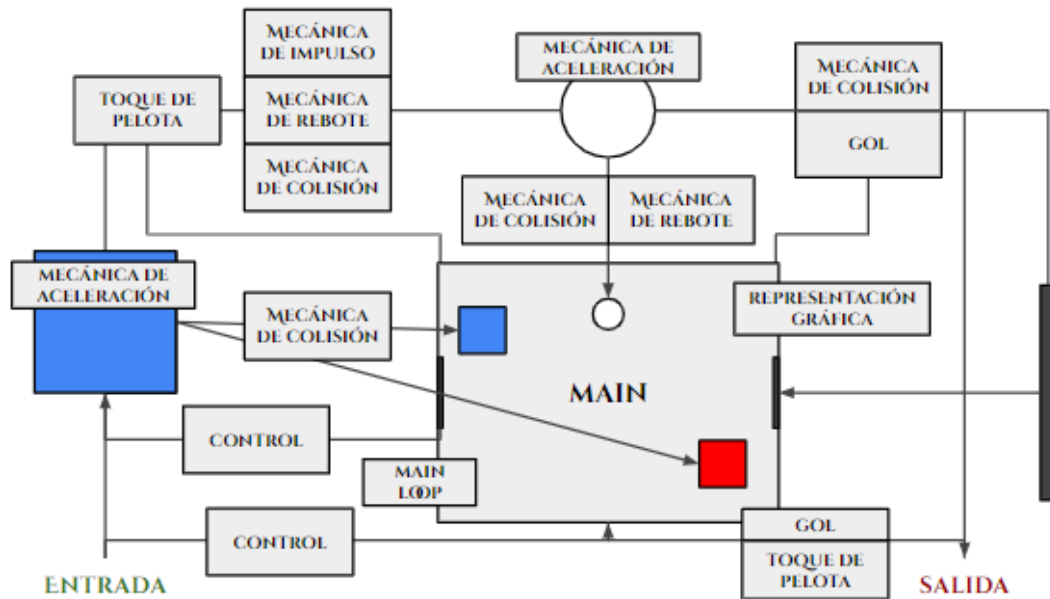 MECÁNICA
DE IMPULSO
MECÁNICA DE
ACELERACIÓN
MECÁNICA
DE COLISIÓN
TOQUE DE
PELOTA
MECÁNICA
DE REBOTE
GOL
MECÁNICA
DE COLISIÓN
MECÁNICA
DE COLISIÓN
MECÁNICA
DE REBOTE
MECÁNICA DE
ACELERACIÓN
MECÁNICA
DE COLISIÓN
REPRESENTACIÓN
GRÁFICA
MAIN
CONTROL
MAIN
LOOP
CONTROL
GOL
TOQUE DE
PELOTA
ENTRADA
SALIDA